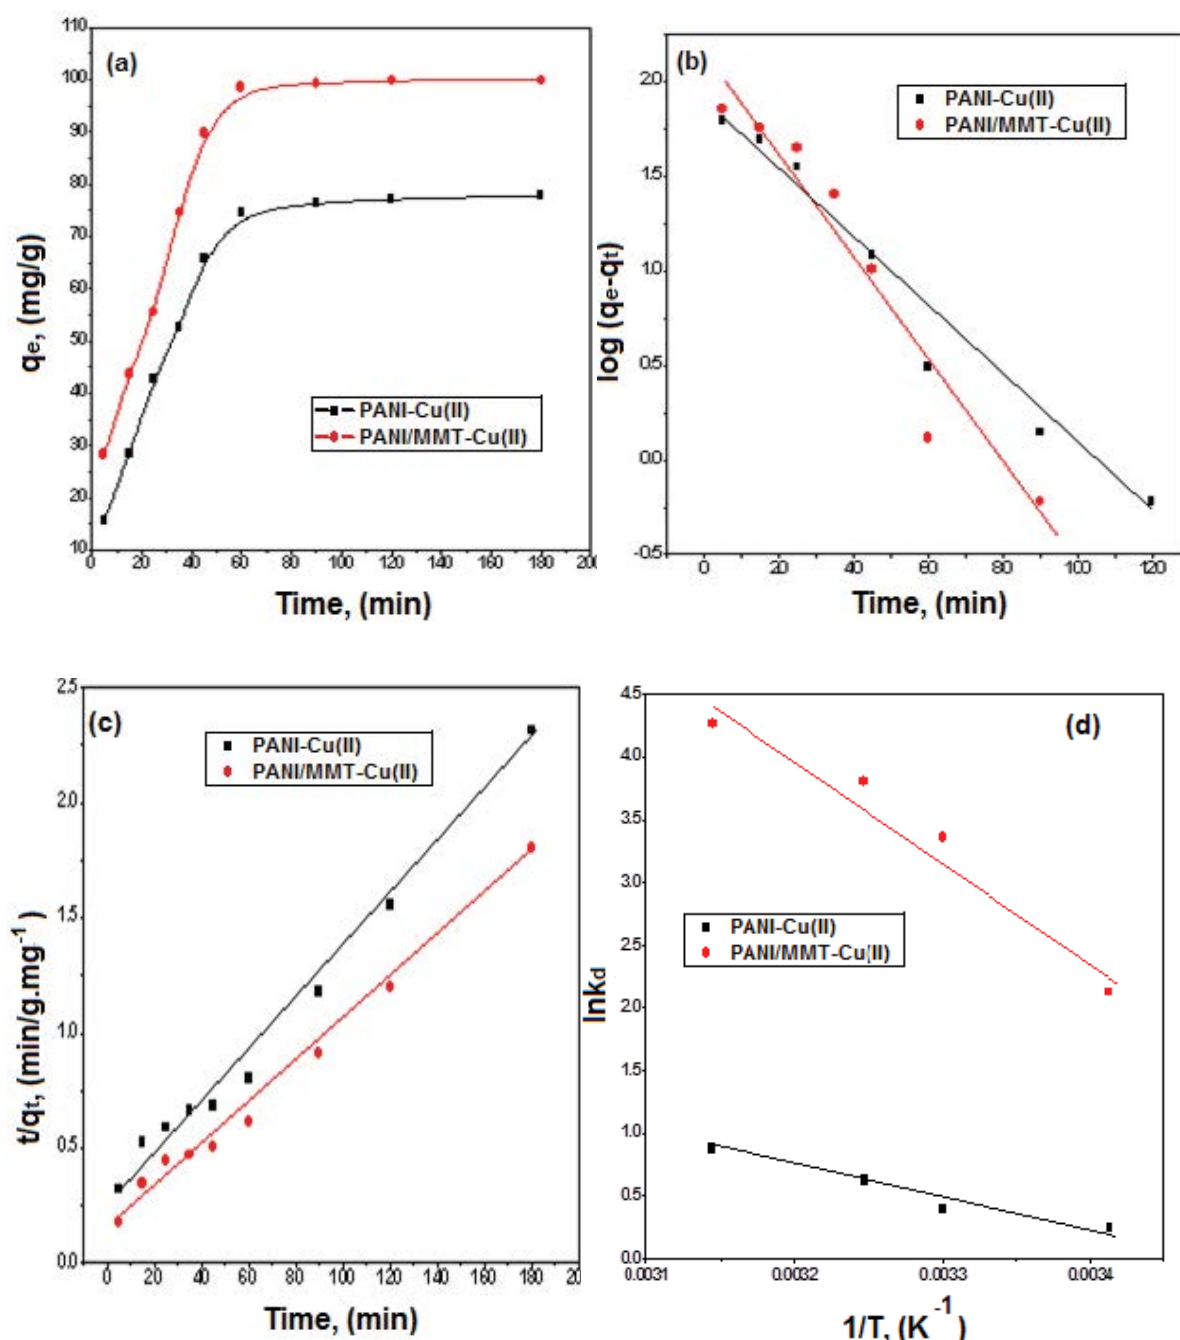 (a)
110
100
90
80
70
60
50
40
30
20
10
0 20 40 60 80 100 120 140 160 180 200
qe, (mg/g)
Time, (min)
PANI-Cu(II)
PANI/MMT-Cu(II)
(b)
2.0
1.5
1.0
0.5
0.0
-0.5
0 20 40 60 80 100 120
log (qe-qt)
Time, (min)
PANI-Cu(II)
PANI/MMT-Cu(II)
(c)
2.5
2.0
1.5
1.0
0.5
0.0
0 20 40 60 80 100 120 140 160 180 20
t/qt, (min/g.mg-1)
Time, (min)
PANI-Cu(II)
PANI/MMT-Cu(II)
(d)
4.5
4.0
3.5
3.0
2.5
2.0
1.5
1.0
0.5
0.0
0.0031 0.0032 0.0033 0.0034
lnkd
1/T, (K-1)
PANI-Cu(II)
PANI/MMT-Cu(II)